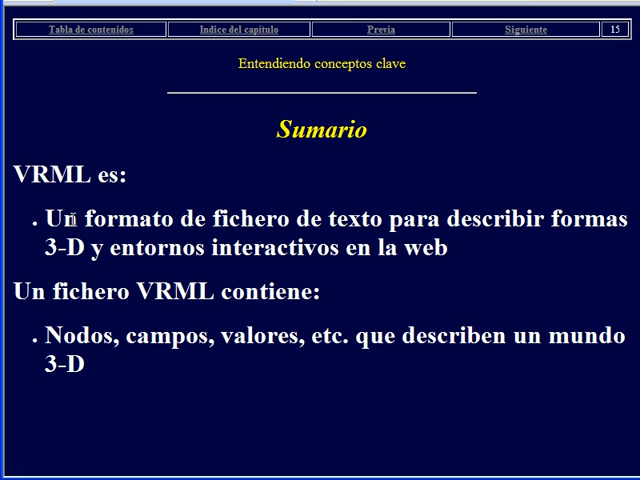 Tabla de contenidos Indice del capítulo Previa Siguiente 15
Entendiendo conceptos clave
Sumario
VRML es:
• Un formato de fichero de texto para describir formas
3-D y entornos interactivos en la web
Un fichero VRML contiene:
• Nodos, campos, valores, etc. que describen un mundo
3-D